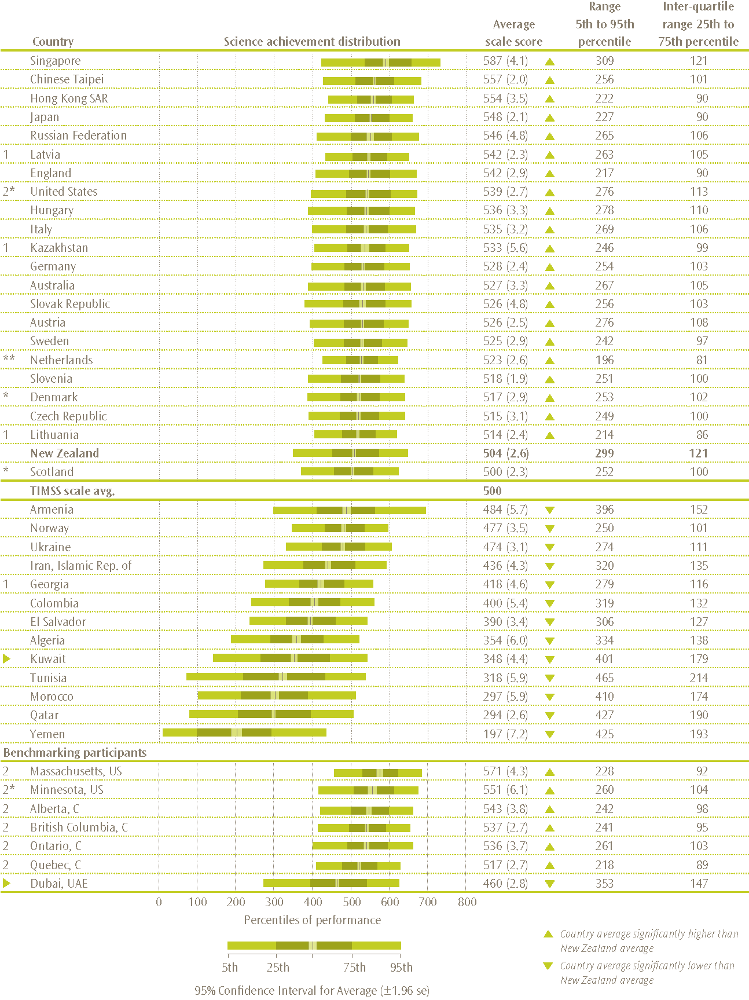 Country Science achievement distribution Average scale score Range 5th to 95th percentile Inter-quartile range 25th to 75th percentile
Singapore 587 (4.1) ▲ 309 121
Chinese Taipei 557 (2.0) ▲ 256 101
Hong Kong SAR 554 (3.5) ▲ 222 90
Japan 548 (2.1) ▲ 227 90
Russian Federation 546 (4.8) ▲ 265 106
1 Latvia 542 (2.3) ▲ 263 105
England 542 (2.9) ▲ 217 90
2* United States 539 (2.7) ▲ 276 113
Hungary 536 (3.3) ▲ 278 110
Italy 535 (3.2) ▲ 269 106
1 Kazakhstan 533 (5.6) ▲ 246 99
Germany 528 (2.4) ▲ 254 103
Australia 527 (3.3) ▲ 267 105
Slovak Republic 526 (4.8) ▲ 256 103
Austria 526 (2.5) ▲ 276 108
Sweden 525 (2.9) ▲ 242 97
** Netherlands 523 (2.6) ▲ 196 81
Slovenia 518 (1.9) ▲ 251 100
* Denmark 517 (2.9) ▲ 253 102
Czech Republic 515 (3.1) ▲ 249 100
1 Lithuania 514 (2.4) ▲ 214 86
New Zealand 504 (2.6) 299 121
* Scotland 500 (2.3) 252 100
TIMSS scale avg. 500
Armenia 484 (5.7) ▼ 396 152
Norway 477 (3.5) ▼ 250 101
Ukraine 474 (3.1) ▼ 274 111
Iran, Islamic Rep. of 436 (4.3) ▼ 320 135
1 Georgia 418 (4.6) ▼ 279 116
Colombia 400 (5.4) ▼ 319 132
El Salvador 390 (3.4) ▼ 306 127
Algeria 354 (6.0) ▼ 334 138
▶ Kuwait 348 (4.4) ▼ 401 179
Tunisia 318 (5.9) ▼ 465 214
Morocco 297 (5.9) ▼ 410 174
Qatar 294 (2.6) ▼ 427 190
Yemen 197 (7.2) ▼ 425 193
Benchmarking participants
2 Massachusetts, US 571 (4.3) ▲ 228 92
2* Minnesota, US 551 (6.1) ▲ 260 104
2 Alberta, C 543 (3.8) ▲ 242 98
2 British Columbia, C 537 (2.7) ▲ 241 95
2 Ontario, C 536 (3.7) ▲ 261 103
2 Quebec, C 517 (2.7) ▲ 218 89
▶ Dubai, UAE 460 (2.8) ▼ 353 147
0 100 200 300 400 500 600 700 800
Percentiles of performance
5th 25th 75th 95th
95% Confidence Interval for Average (±1.96 se)
▲ Country average significantly higher than
New Zealand average
▼ Country average significantly lower than
New Zealand average